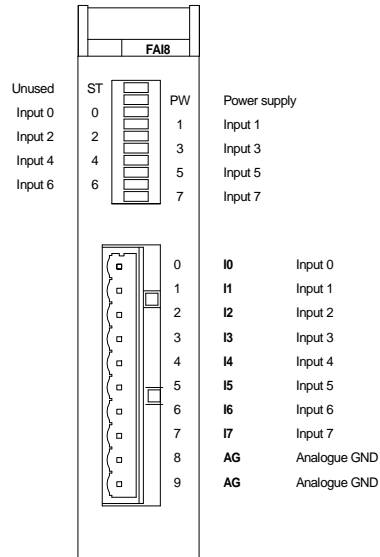 FAI8
Unused ST PW Power supply
Input 0 0 1 Input 1
Input 2 2 3 Input 3
Input 4 4 5 Input 5
Input 6 6 7 Input 7
0 I0 Input 0
1 I1 Input 1
2 I2 Input 2
3 I3 Input 3
4 I4 Input 4
5 I5 Input 5
6 I6 Input 6
7 I7 Input 7
8 AG Analogue GND
9 AG Analogue GND